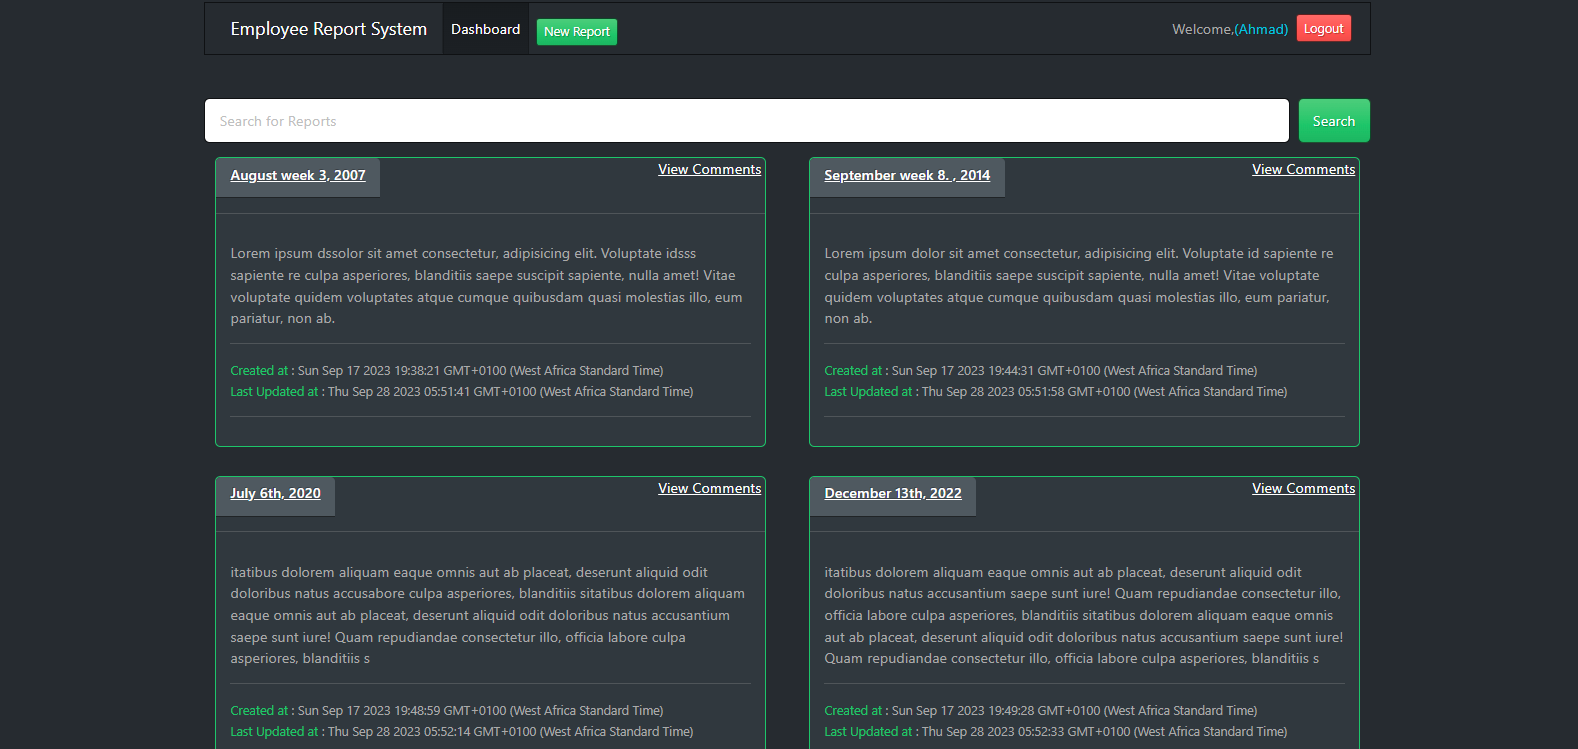 Employee Report System Dashboard New Report Welcome,(Ahmad) Logout
Search for Reports Search
August week 3, 2007 View Comments
Lorem ipsum dssolor sit amet consectetur, adipisicing elit. Voluptate idsss
sapiente re culpa asperiores, blanditiis saepe suscipit sapiente, nulla amet! Vitae
voluptate quidem voluptates atque cumque quibusdam quasi molestias illo, eum
pariatur, non ab.
Created at : Sun Sep 17 2023 19:38:21 GMT+0100 (West Africa Standard Time)
Last Updated at : Thu Sep 28 2023 05:51:41 GMT+0100 (West Africa Standard Time)
September week 8. , 2014 View Comments
Lorem ipsum dolor sit amet consectetur, adipisicing elit. Voluptate id sapiente re
culpa asperiores, blanditiis saepe suscipit sapiente, nulla amet! Vitae voluptate
quidem voluptates atque cumque quibusdam quasi molestias illo, eum pariatur,
non ab.
Created at : Sun Sep 17 2023 19:44:31 GMT+0100 (West Africa Standard Time)
Last Updated at : Thu Sep 28 2023 05:51:58 GMT+0100 (West Africa Standard Time)
July 6th, 2020 View Comments
itatibus dolorem aliquam eaque omnis aut ab placeat, deserunt aliquid odit
doloribus natus accusabore culpa asperiores, blanditiis sitatibus dolorem aliquam
eaque omnis aut ab placeat, deserunt aliquid odit doloribus natus accusantium
saepe sunt iure! Quam repudiandae consectetur illo, officia labore culpa
asperiores, blanditiis s
Created at : Sun Sep 17 2023 19:48:59 GMT+0100 (West Africa Standard Time)
Last Updated at : Thu Sep 28 2023 05:52:14 GMT+0100 (West Africa Standard Time)
December 13th, 2022 View Comments
itatibus dolorem aliquam eaque omnis aut ab placeat, deserunt aliquid odit
doloribus natus accusantium saepe sunt iure! Quam repudiandae consectetur illo,
officia labore culpa asperiores, blanditiis sitatibus dolorem aliquam eaque omnis
aut ab placeat, deserunt aliquid odit doloribus natus accusantium saepe sunt iure!
Quam repudiandae consectetur illo, officia labore culpa asperiores, blanditiis s
Created at : Sun Sep 17 2023 19:49:28 GMT+0100 (West Africa Standard Time)
Last Updated at : Thu Sep 28 2023 05:52:33 GMT+0100 (West Africa Standard Time)